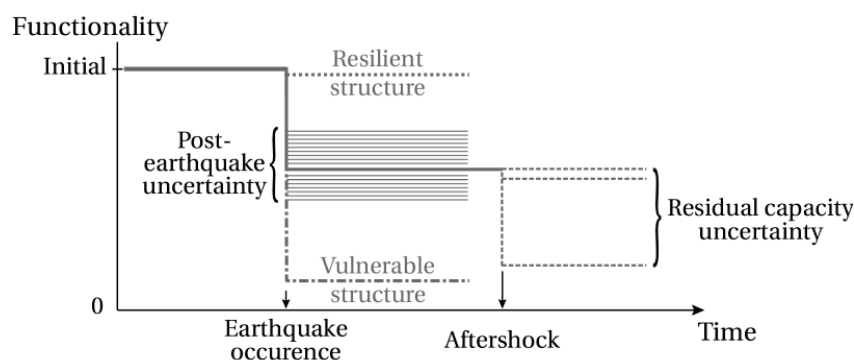 Functionality
Initial
Resilient
structure
Post-
earthquake
uncertainty
Residual capacity
uncertainty
Vulnerable
structure
0
Earthquake
occurence
Aftershock
Time